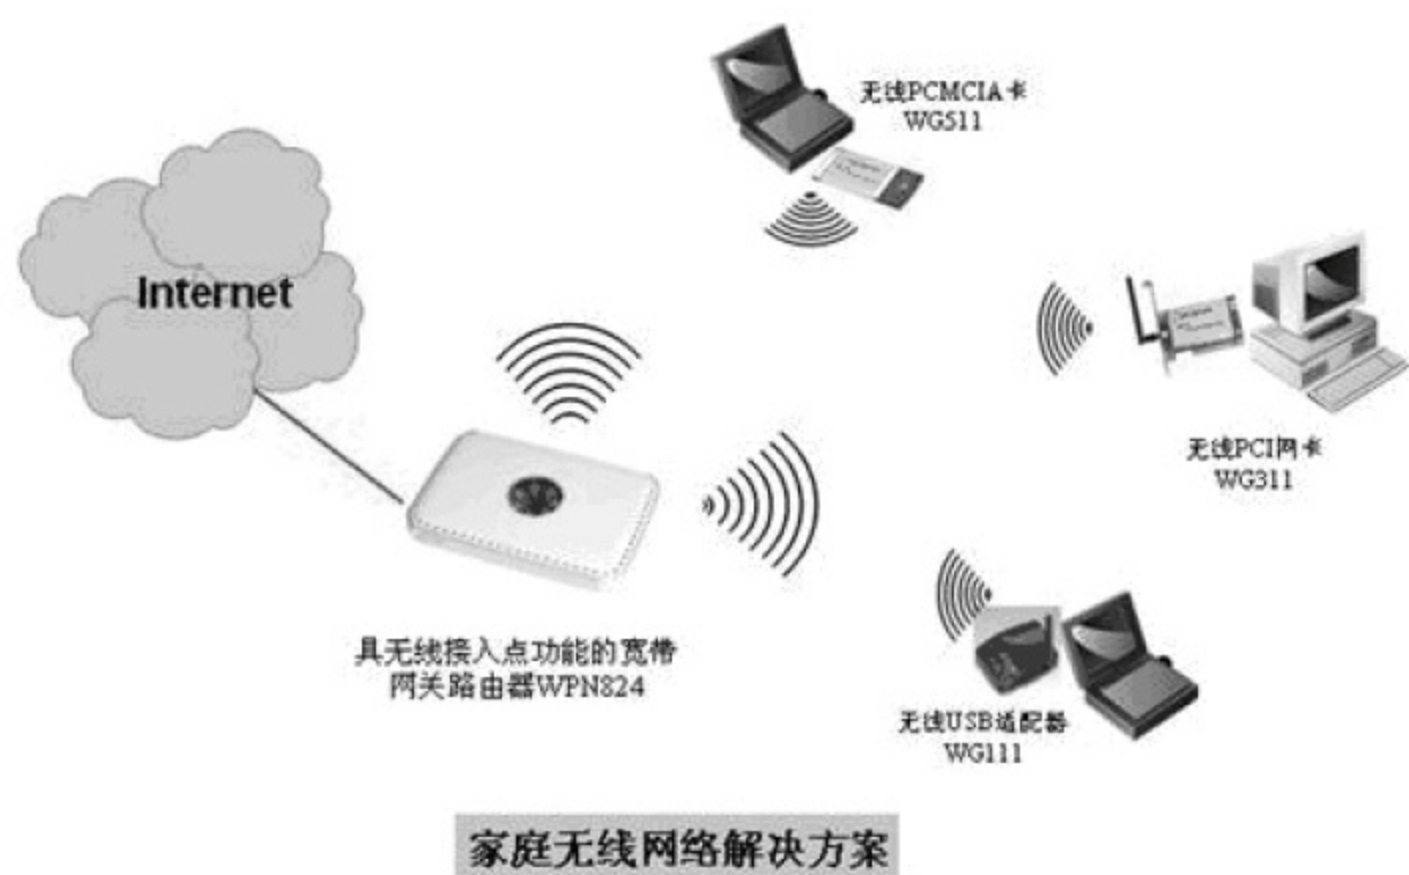 无线PCMCIA卡
WG511
Internet
无线PCI网卡
WG311
具无线接入点功能的宽带
网关路由器WPN824
无线USB适配器
WG111
家庭无线网络解决方案